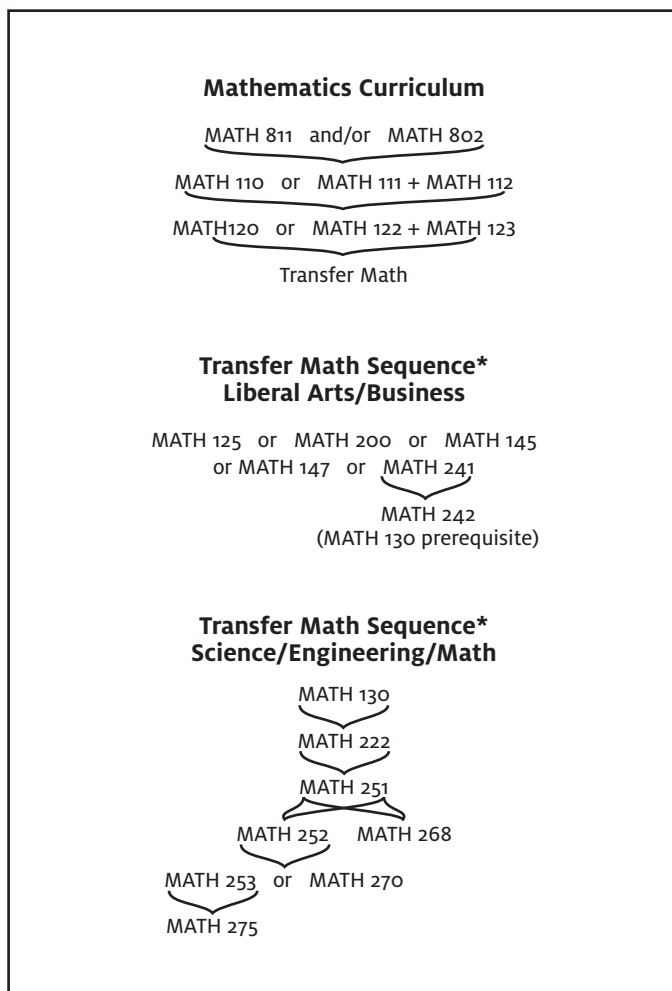 Mathematics Curriculum
MATH 811 and/or MATH 802
MATH 110 or MATH 111 + MATH 112
MATH120 or MATH 122 + MATH 123
Transfer Math
Transfer Math Sequence*
Liberal Arts/Business
MATH 125 or MATH 200 or MATH 145
or MATH 147 or MATH 241
MATH 242
(MATH 130 prerequisite)
Transfer Math Sequence*
Science/Engineering/Math
MATH 130
MATH 222
MATH 251
MATH 252 MATH 268
MATH 253 or MATH 270
MATH 275